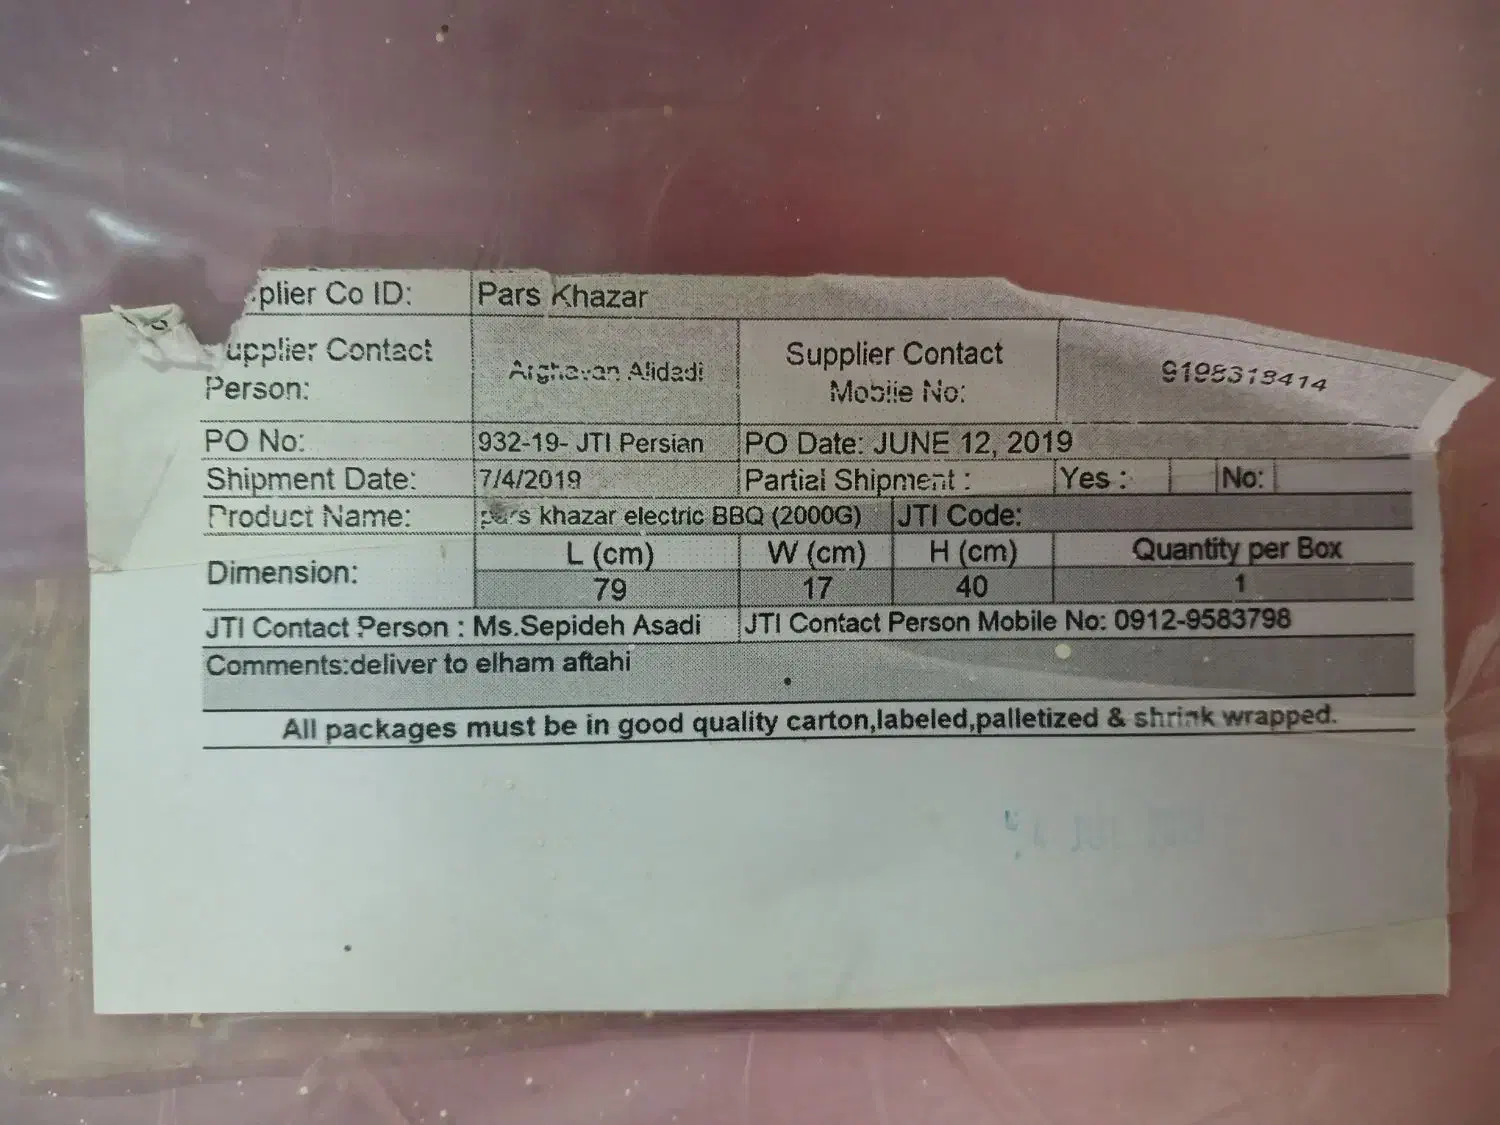 plier Co ID: Pars Khazar
upplier Contact Person: Arghavan Alidadi Supplier Contact Mobile No:
PO No: 932-19- JTI Persian PO Date: JUNE 12, 2019
Shipment Date: 7/4/2019 Partial Shipment : Yes : No:
Product Name: pars khazar electric BBQ (2000G) JTI Code:
Dimension: L (cm) W (cm) H (cm) Quantity per Box
79 17 40 1
JTI Contact Person : Ms.Sepideh Asadi JTI Contact Person Mobile No: 0912-9583798
Comments:deliver to elham aftahi
All packages must be in good quality carton,labeled,palletized & shrink wrapped.